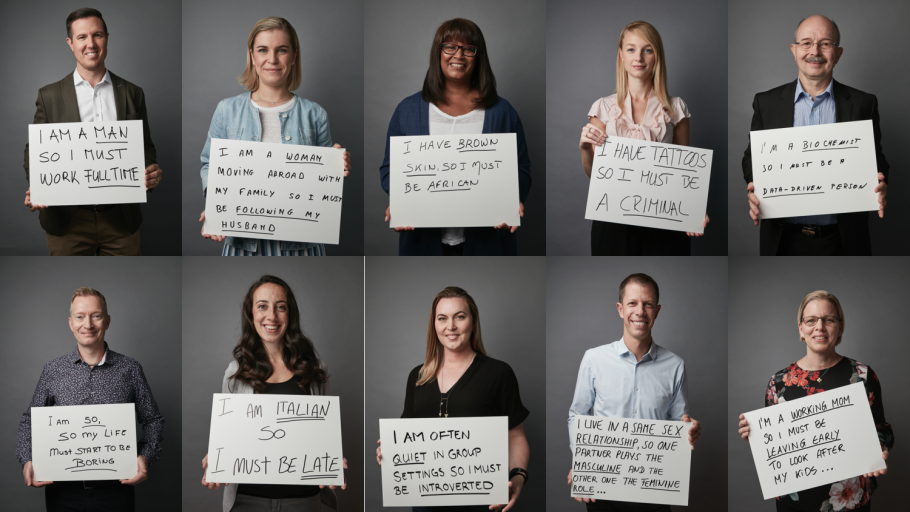 I AM A MAN
SO I MUST
WORK FULL TIME
I AM A WOMAN
MOVING ABROAD WITH
MY FAMILY SO I MUST
BE FOLLOWING MY
HUSBAND
I HAVE BROWN
SKIN, SO I MUST
BE AFRICAN
I HAVE TATTOOS
SO I MUST BE
A CRIMINAL
I'M A BIOCHEMIST
SO I MUST BE A
DATA-DRIVEN PERSON
I am 50,
SO my LIFE
MUST START TO BE
BORING
I AM ITALIAN
SO
I MUST BE LATE
I AM OFTEN
QUIET IN GROUP
SETTINGS SO I MUST
BE INTROVERTED
I LIVE IN A SAME SEX
RELATIONSHIP, SO ONE
PARTNER PLAYS THE
MASCULINE AND THE
OTHER ONE THE FEMININE
ROLE...
I'M A WORKING MOM
SO I MUST BE
LEAVING EARLY
TO LOOK AFTER
MY KIDS...